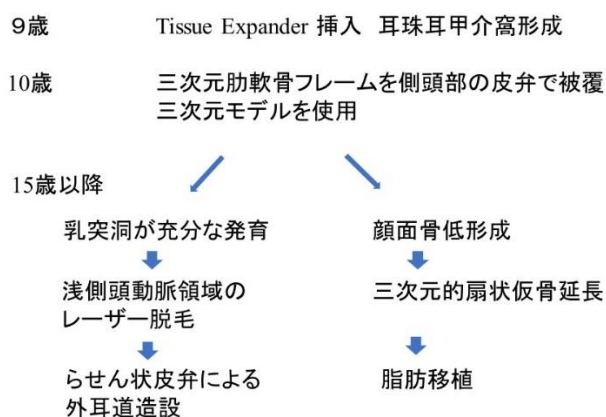 ９歳 Tissue Expander 挿入 耳珠耳甲介窩形成
10歳 三次元肋軟骨フレームを側頭部の皮弁で被覆
三次元モデルを使用
15歳以降
乳突洞が充分な発育
浅側頭動脈領域の
レーザー脱毛
らせん状皮弁による
外耳道造設
顔面骨低形成
三次元的扇状仮骨延長
脂肪移植